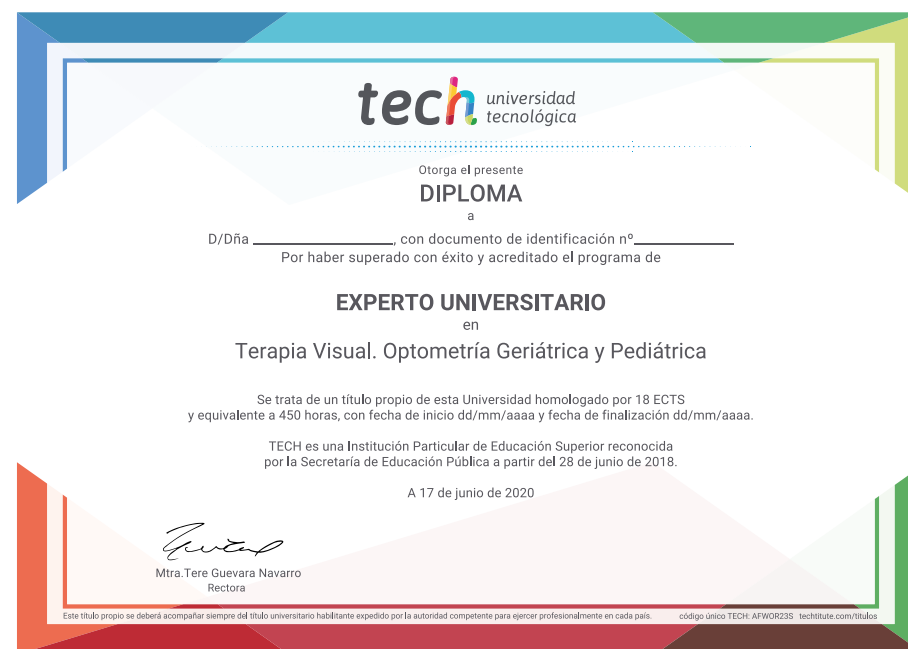 tech universidad
tecnológica
Otorga el presente
DIPLOMA
a
D/Dña ____________, con documento de identificación nº____________
Por haber superado con éxito y acreditado el programa de
EXPERTO UNIVERSITARIO
en
Terapia Visual. Optometría Geriátrica y Pediátrica
Se trata de un título propio de esta Universidad homologado por 18 ECTS
y equivalente a 450 horas, con fecha de inicio dd/mm/aaaa y fecha de finalización dd/mm/aaaa.
TECH es una Institución Particular de Educación Superior reconocida
por la Secretaría de Educación Pública a partir del 28 de junio de 2018.
A 17 de junio de 2020
Mtra.Tere Guevara Navarro
Rectora
Este título propio se deberá acompañar siempre del título universitario habilitante expedido por la autoridad competente para ejercer profesionalmente en cada país. código único TECH: AFWOR23S techtitute.com/titulos